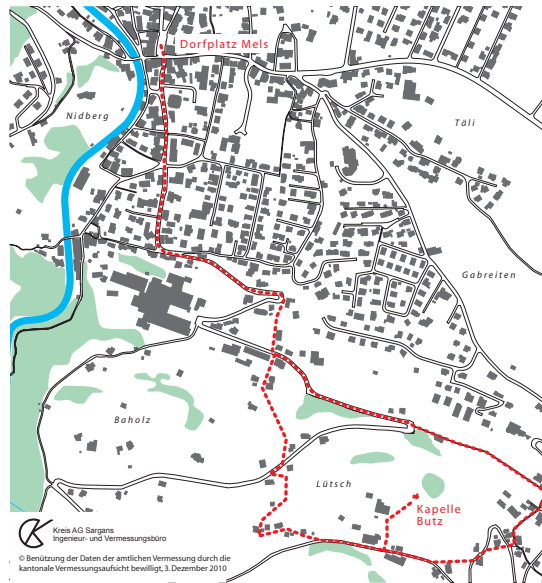 Dorfplatz Mels
Nidberg
Täli
Gabreiten
Baholz
Lütsch
Kapelle
Butz
Kreis AG Sargans
Ingenieur- und Vermessungsbüro
© Benützung der Daten der amtlichen Vermessung durch die
kantonale Vermessungsaufsicht bewilligt, 3. Dezember 2010